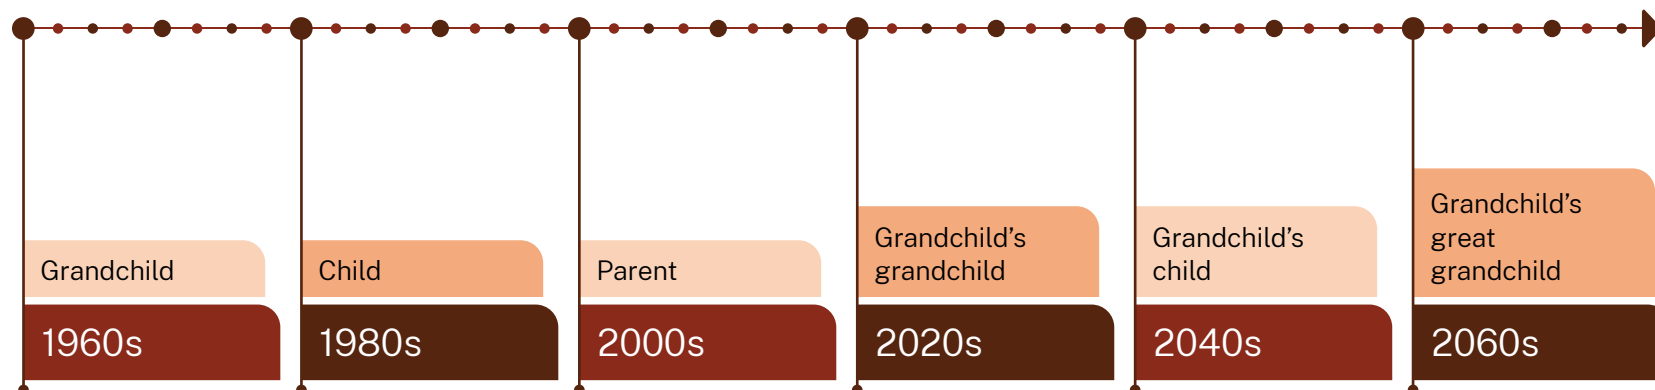 Grandchild
1960s
Child
1980s
Parent
2000s
Grandchild’s
grandchild
2020s
Grandchild’s
child
2040s
Grandchild’s
great
grandchild
2060s